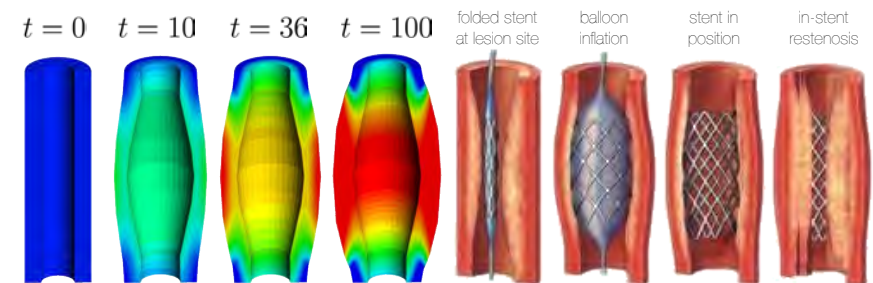 t = 0
t = 10
t = 36
t = 100
folded stent
at lesion site
balloon
inflation
stent in
position
in-stent
restenosis